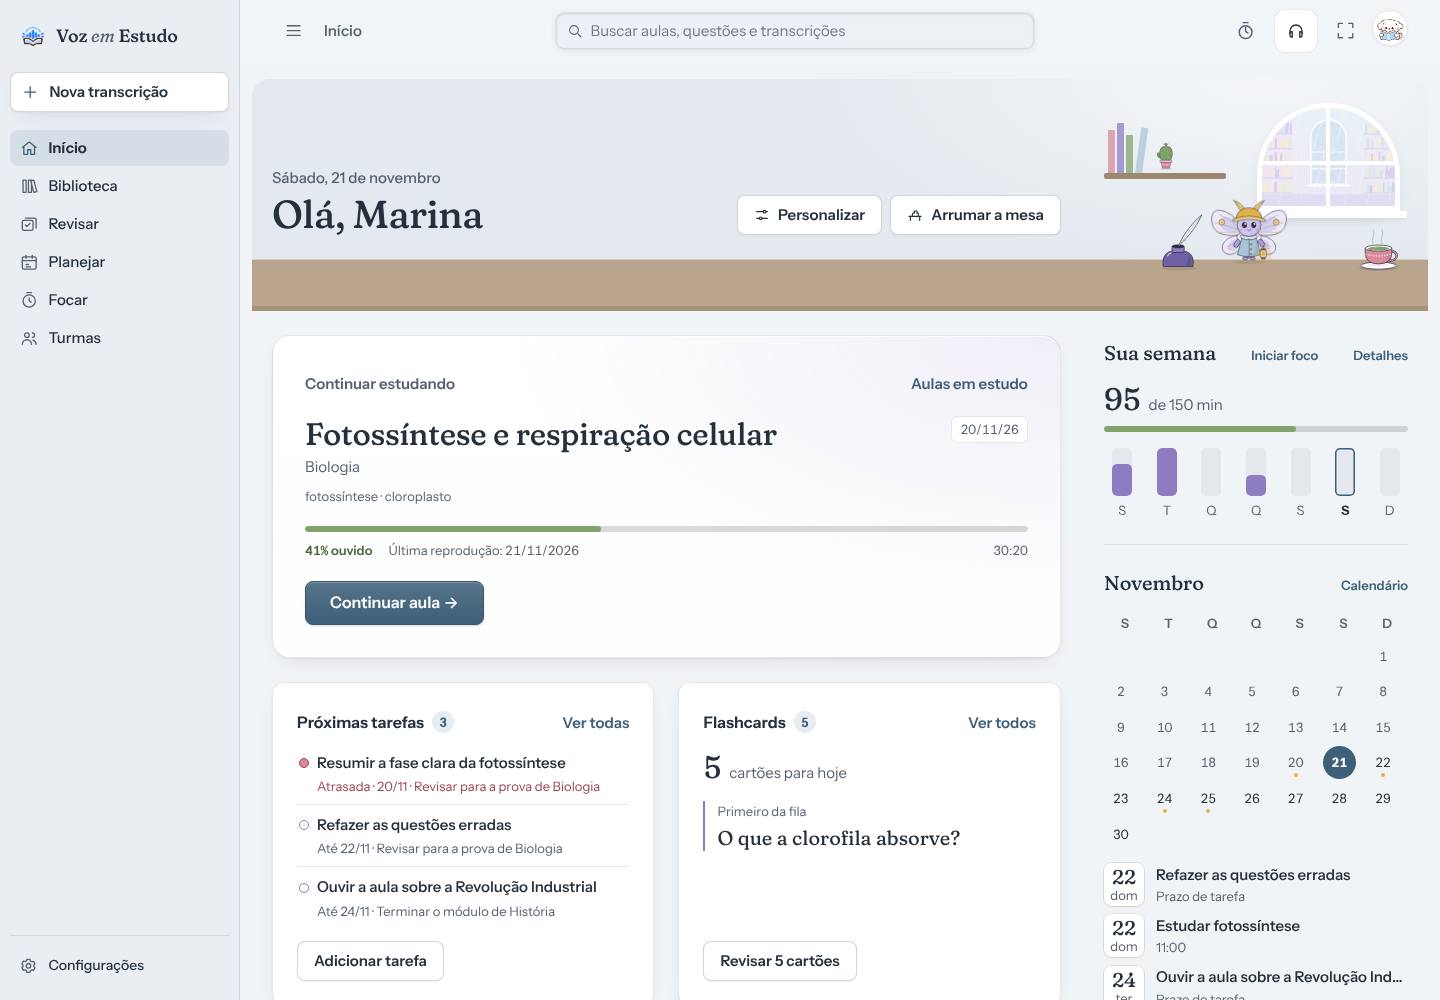 Voz em Estudo
Nova transcrição
Início
Biblioteca
Revisar
Planejar
Focar
Turmas
Configurações
Início
Buscar aulas, questões e transcrições
Sábado, 21 de novembro
Olá, Marina
Personalizar
Arrumar a mesa
Continuar estudando
Aulas em estudo
Fotossíntese e respiração celular
20/11/26
Biologia
fotossíntese · cloroplasto
41% ouvido Última reprodução: 21/11/2026 30:20
Continuar aula →
Próximas tarefas 3 Ver todas
Resumir a fase clara da fotossíntese
Atrasada · 20/11 · Revisar para a prova de Biologia
Refazer as questões erradas
Até 22/11 · Revisar para a prova de Biologia
Ouvir a aula sobre a Revolução Industrial
Até 24/11 · Terminar o módulo de História
Adicionar tarefa
Flashcards 5 Ver todos
5 cartões para hoje
Primeiro da fila
O que a clorofila absorve?
Revisar 5 cartões
Sua semana Iniciar foco Detalhes
95 de 150 min
S T Q Q S S D
Novembro Calendário
S T Q Q S S D
1
2 3 4 5 6 7 8
9 10 11 12 13 14 15
16 17 18 19 20 21 22
23 24 25 26 27 28 29
30
22 dom
Refazer as questões erradas
Prazo de tarefa
22 dom
Estudar fotossíntese
11:00
24 ter
Ouvir a aula sobre a Revolução Ind...
Prazo de tarefa